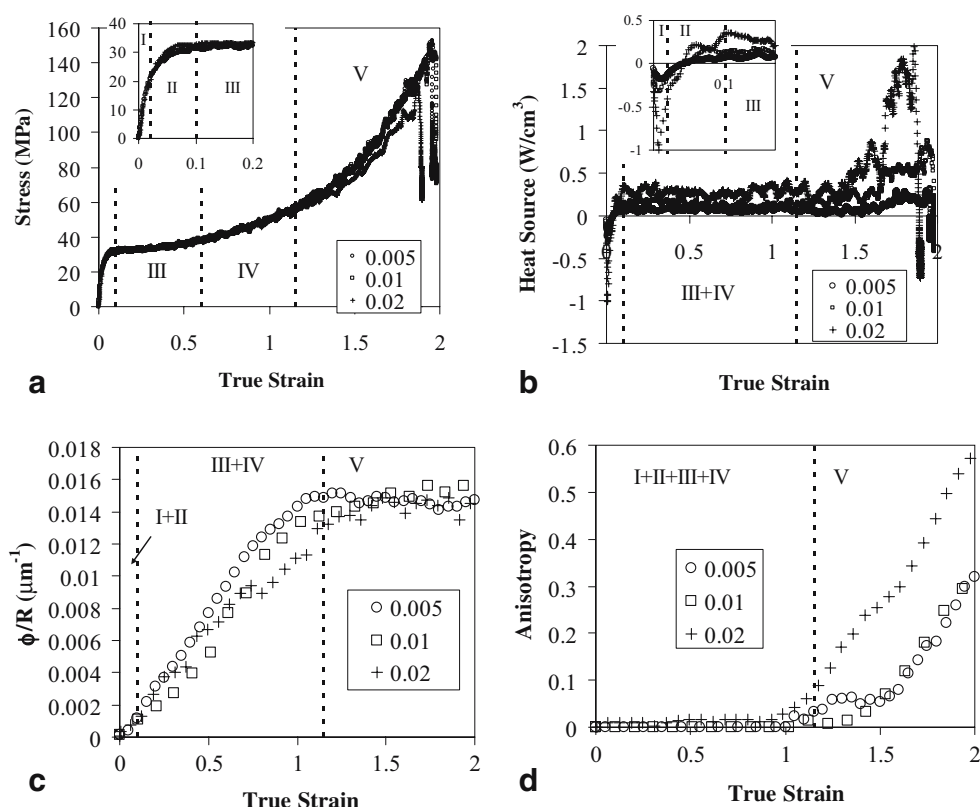 160
140
120
100
80
60
40
20
0
Stress (MPa)
40
30
20
10
0
I
II
III
0 0.1 0.2
V
III
IV
0.005
0.01
0.02
0 0.5 1 1.5 2
True Strain
a
2
1.5
1
0.5
0
-0.5
-1
-1.5
Heat Source (W/cm³)
0.5
0
-0.5
-1
I
II
0.1
III
V
0.5 1 1.5 2
III+IV
0.005
0.01
0.02
True Strain
b
0.02
0.018
0.016
0.014
0.012
0.01
0.008
0.006
0.004
0.002
0
ϕ/R (μm⁻¹)
III+IV
V
I+II
0.005
0.01
0.02
0 0.5 1 1.5 2
True Strain
c
0.6
0.5
0.4
0.3
0.2
0.1
0
Anisotropy
I+II+III+IV
V
0.005
0.01
0.02
0 0.5 1 1.5 2
True Strain
d